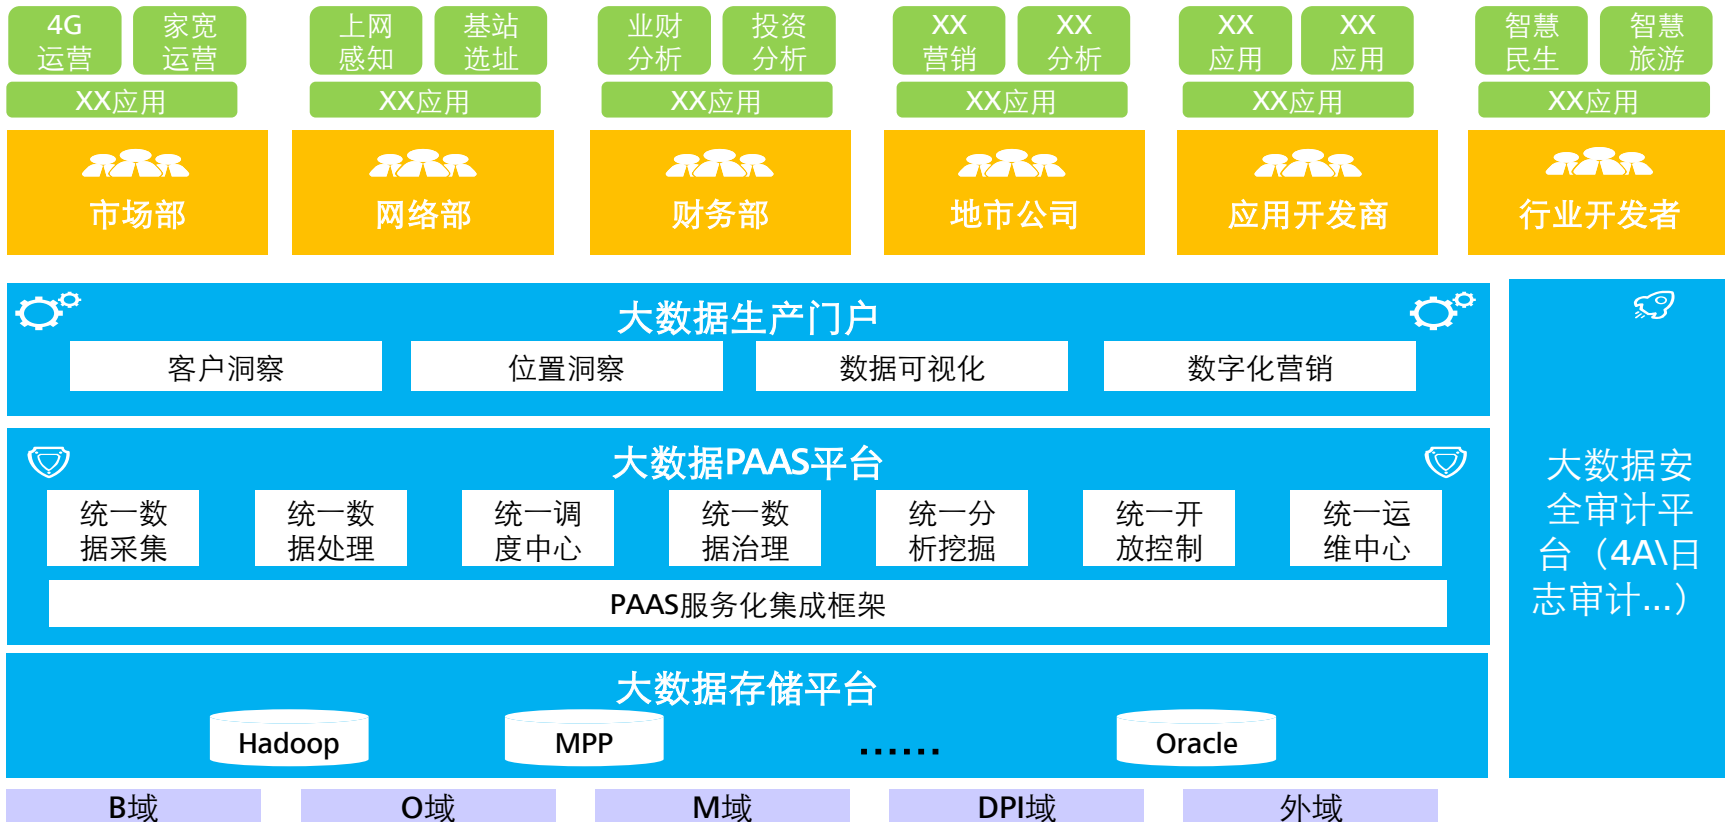 4G
运营
家宽
运营
上网
感知
基站
选址
业财
分析
投资
分析
XX
营销
XX
分析
XX
应用
XX
应用
智慧
民生
智慧
旅游
XX应用
XX应用
XX应用
XX应用
XX应用
XX应用
市场部
网络部
财务部
地市公司
应用开发商
行业开发者
大数据生产门户
客户洞察
位置洞察
数据可视化
数字化营销
大数据PAAS平台
统一数
据采集
统一数
据处理
统一调
度中心
统一数
据治理
统一分
析挖掘
统一开
放控制
统一运
维中心
PAAS服务化集成框架
大数据安
全审计平
台（4A\日
志审计...）
大数据存储平台
Hadoop
MPP
......
Oracle
B域
O域
M域
DPI域
外域